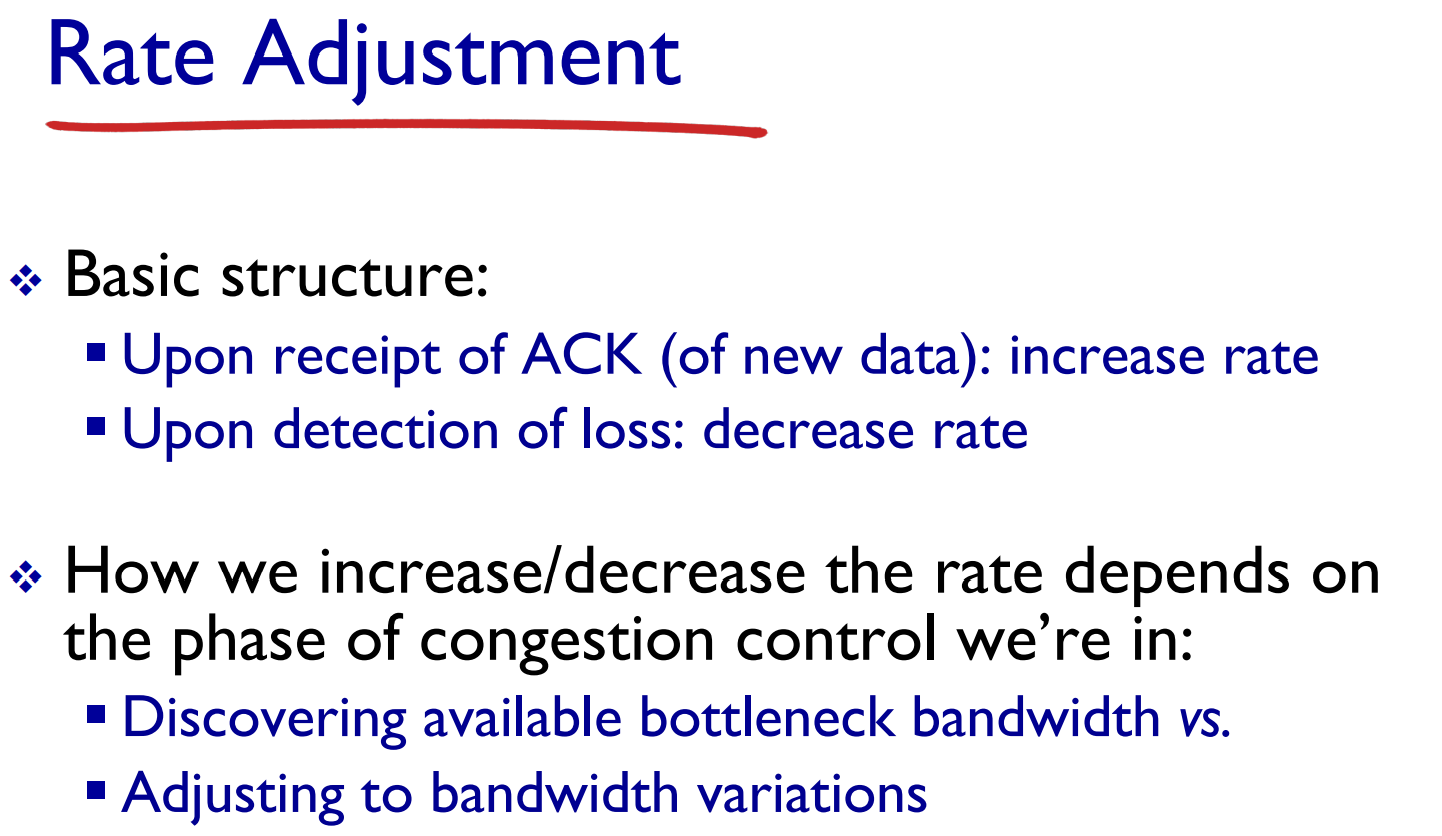 Rate Adjustment
❖ Basic structure:
▪ Upon receipt of ACK (of new data): increase rate
▪ Upon detection of loss: decrease rate
❖ How we increase/decrease the rate depends on
the phase of congestion control we’re in:
▪ Discovering available bottleneck bandwidth vs.
▪ Adjusting to bandwidth variations